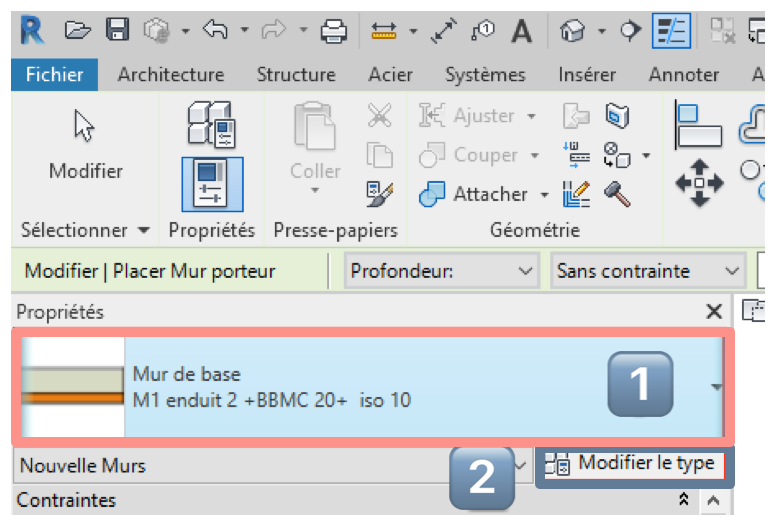 R A
Fichier Architecture Structure Acier Systèmes Insérer Annoter A
Modifier Coller Ajuster
Couper
Attacher
Sélectionner Propriétés Presse-papiers Géométrie
Modifier | Placer Mur porteur Profondeur: Sans contrainte
Propriétés X
Mur de base
M1 enduit 2 +BBMC 20+ iso 10
1
Nouvelle Murs 2 Modifier le type
Contraintes